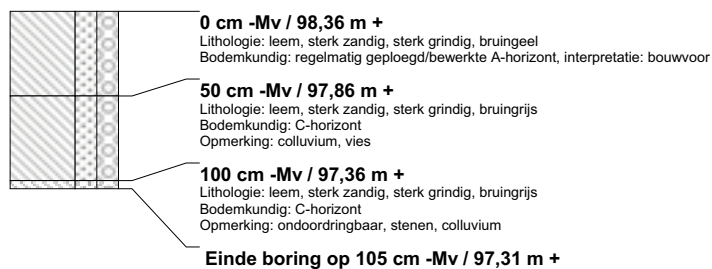 0 cm -Mv / 98,36 m +
Lithologie: leem, sterk zandig, sterk grindig, bruingeel
Bodemkundig: regelmatig geploegd/bewerkte A-horizont, interpretatie: bouwvoor
50 cm -Mv / 97,86 m +
Lithologie: leem, sterk zandig, sterk grindig, bruingrijs
Bodemkundig: C-horizont
Opmerking: colluvium, vies
100 cm -Mv / 97,36 m +
Lithologie: leem, sterk zandig, sterk grindig, bruingrijs
Bodemkundig: C-horizont
Opmerking: ondoordringbaar, stenen, colluvium
Einde boring op 105 cm -Mv / 97,31 m +